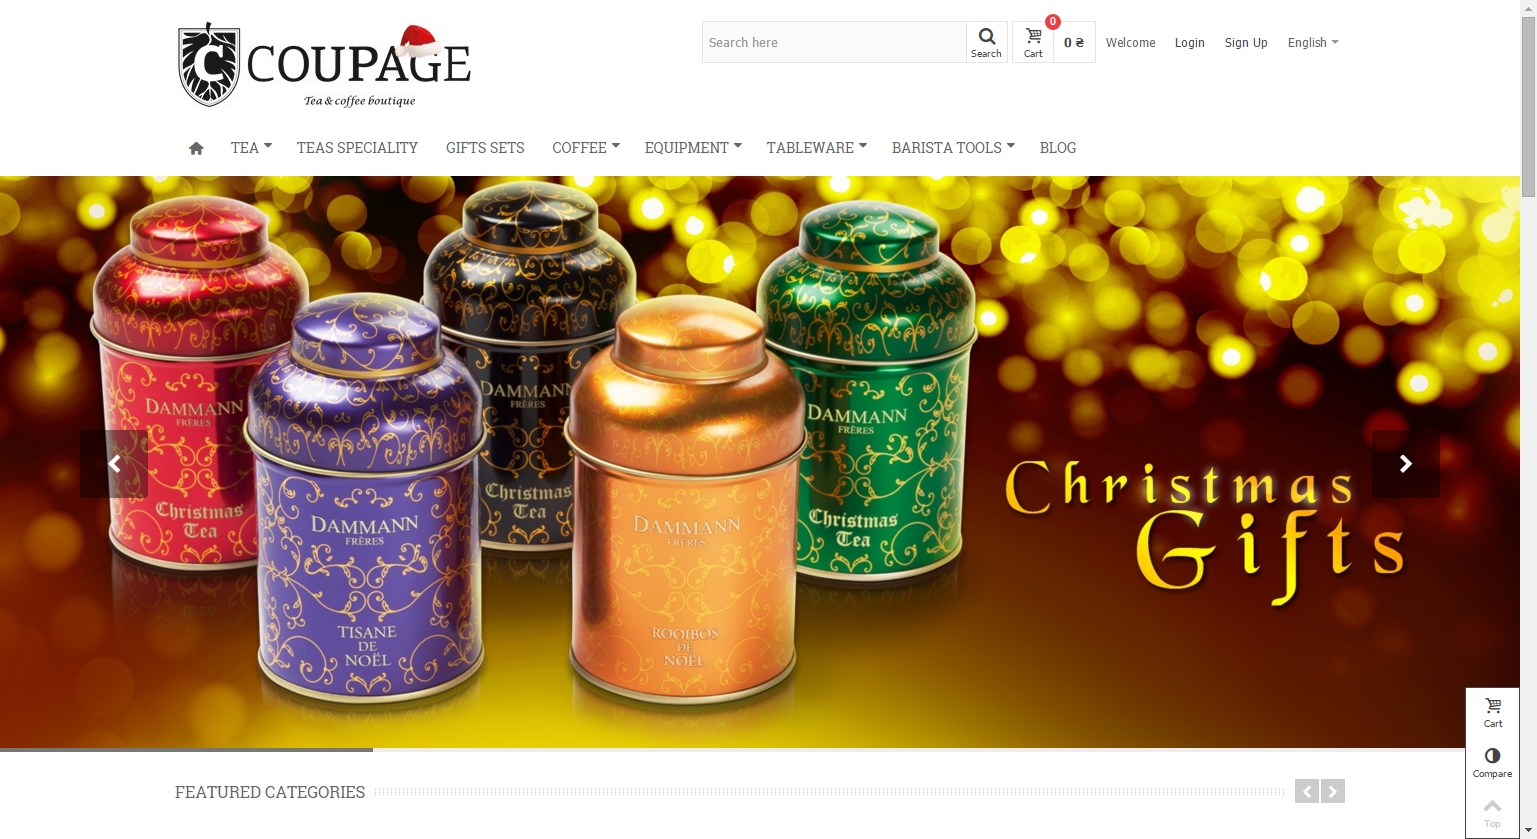 C COUPAGE
Tea & coffee boutique
Search here
Search
Cart
0
0 ₴
Welcome
Login
Sign Up
English
TEA
TEAS SPECIALITY
GIFTS SETS
COFFEE
EQUIPMENT
TABLEWARE
BARISTA TOOLS
BLOG
DAMMANN
FRÈRES
Christmas
Tea
DAMMANN
FRÈRES
TISANE
DE
NOËL
DAMMANN
FRÈRES
Christmas
Tea
DAMMANN
FRÈRES
ROOIBOS
DE
NOËL
DAMMANN
FRÈRES
Christmas
Tea
Christmas
Gifts
Cart
Compare
Top
FEATURED CATEGORIES